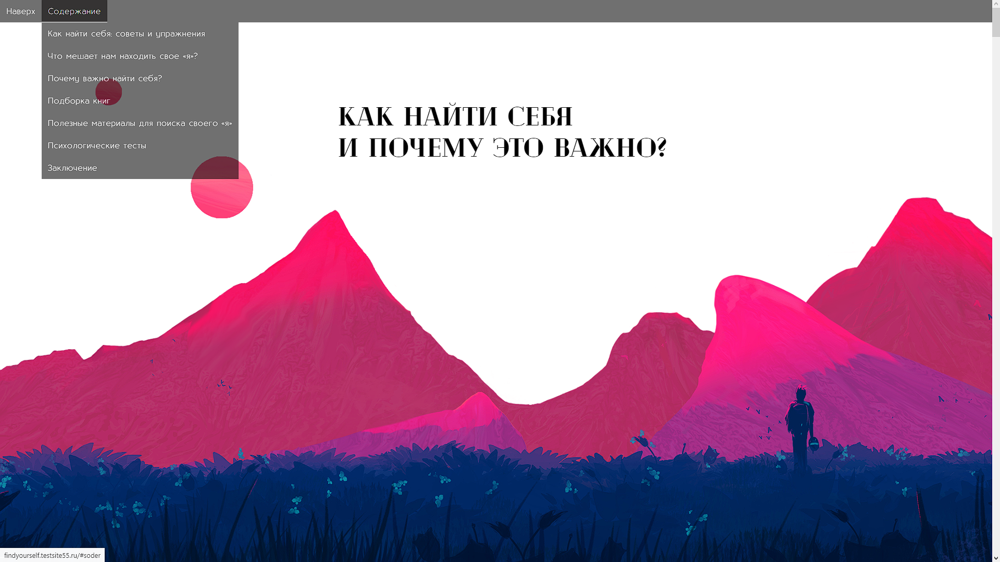 Наверх Содержание
Как найти себя: советы и упражнения
Что мешает нам находить свое «я»?
Почему важно найти себя?
Подборка книг
Полезные материалы для поиска своего «я»
Психологические тесты
Заключение
КАК НАЙТИ СЕБЯ
И ПОЧЕМУ ЭТО ВАЖНО?
findyourself.testsite55.ru/#soder